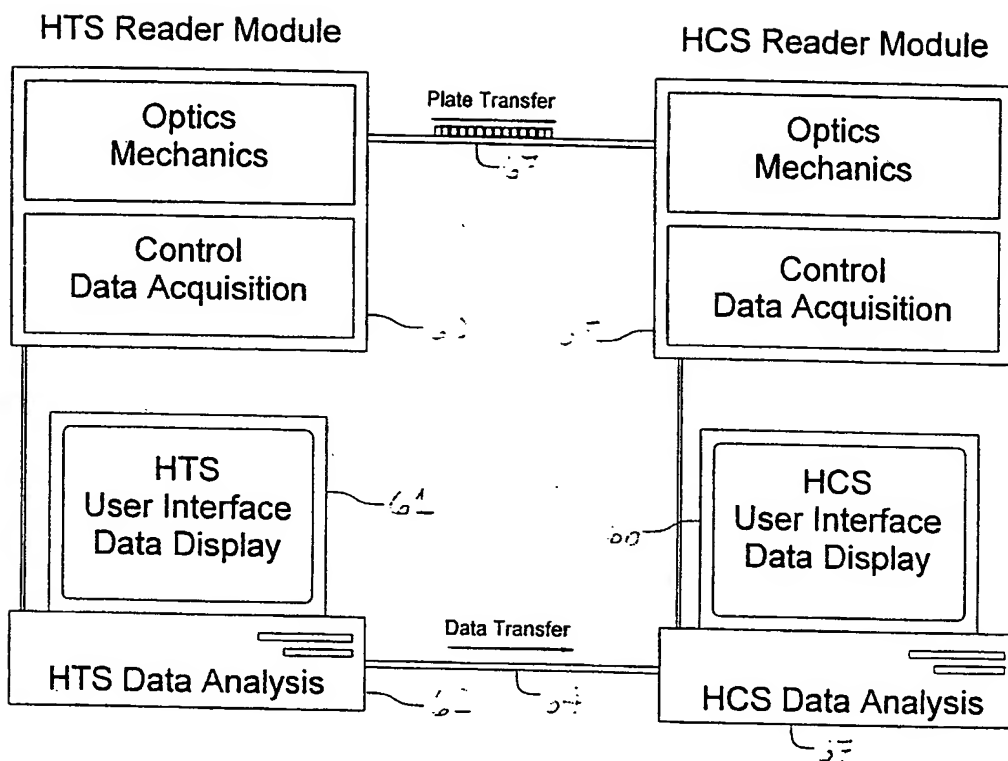 HTS Reader Module
HCS Reader Module
Optics
Mechanics
Control
Data Acquisition
Plate Transfer
Optics
Mechanics
Control
Data Acquisition
HTS
User Interface
Data Display
HTS Data Analysis
Data Transfer
HCS
User Interface
Data Display
HCS Data Analysis